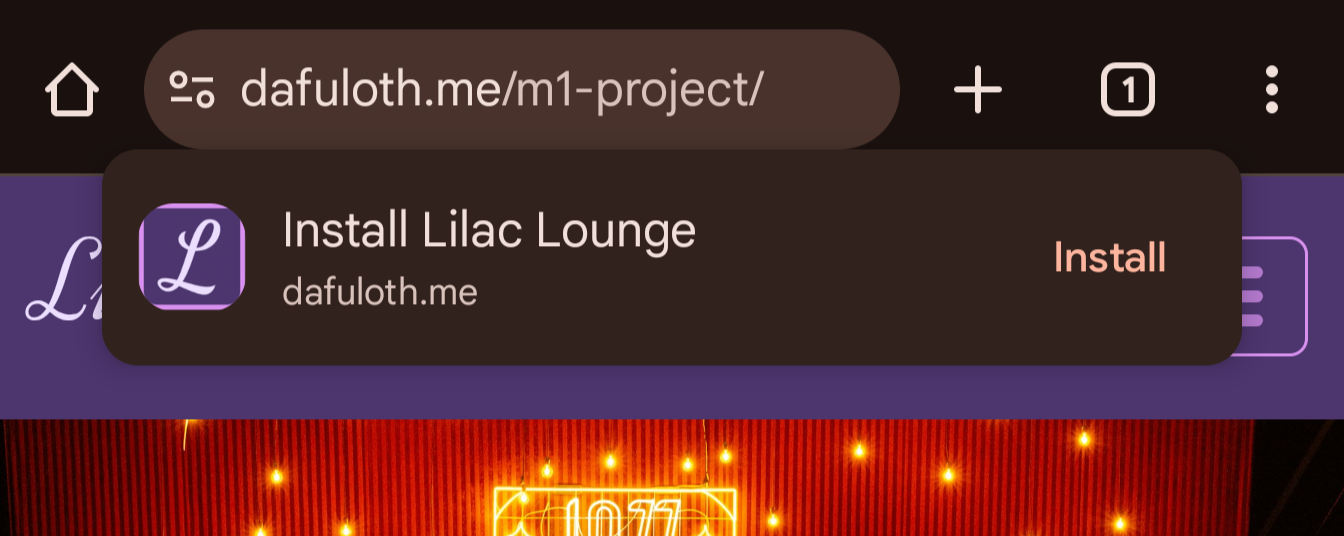 dafuloth.me/m1-project/
1
L
Install Lilac Lounge
dafuloth.me
Install